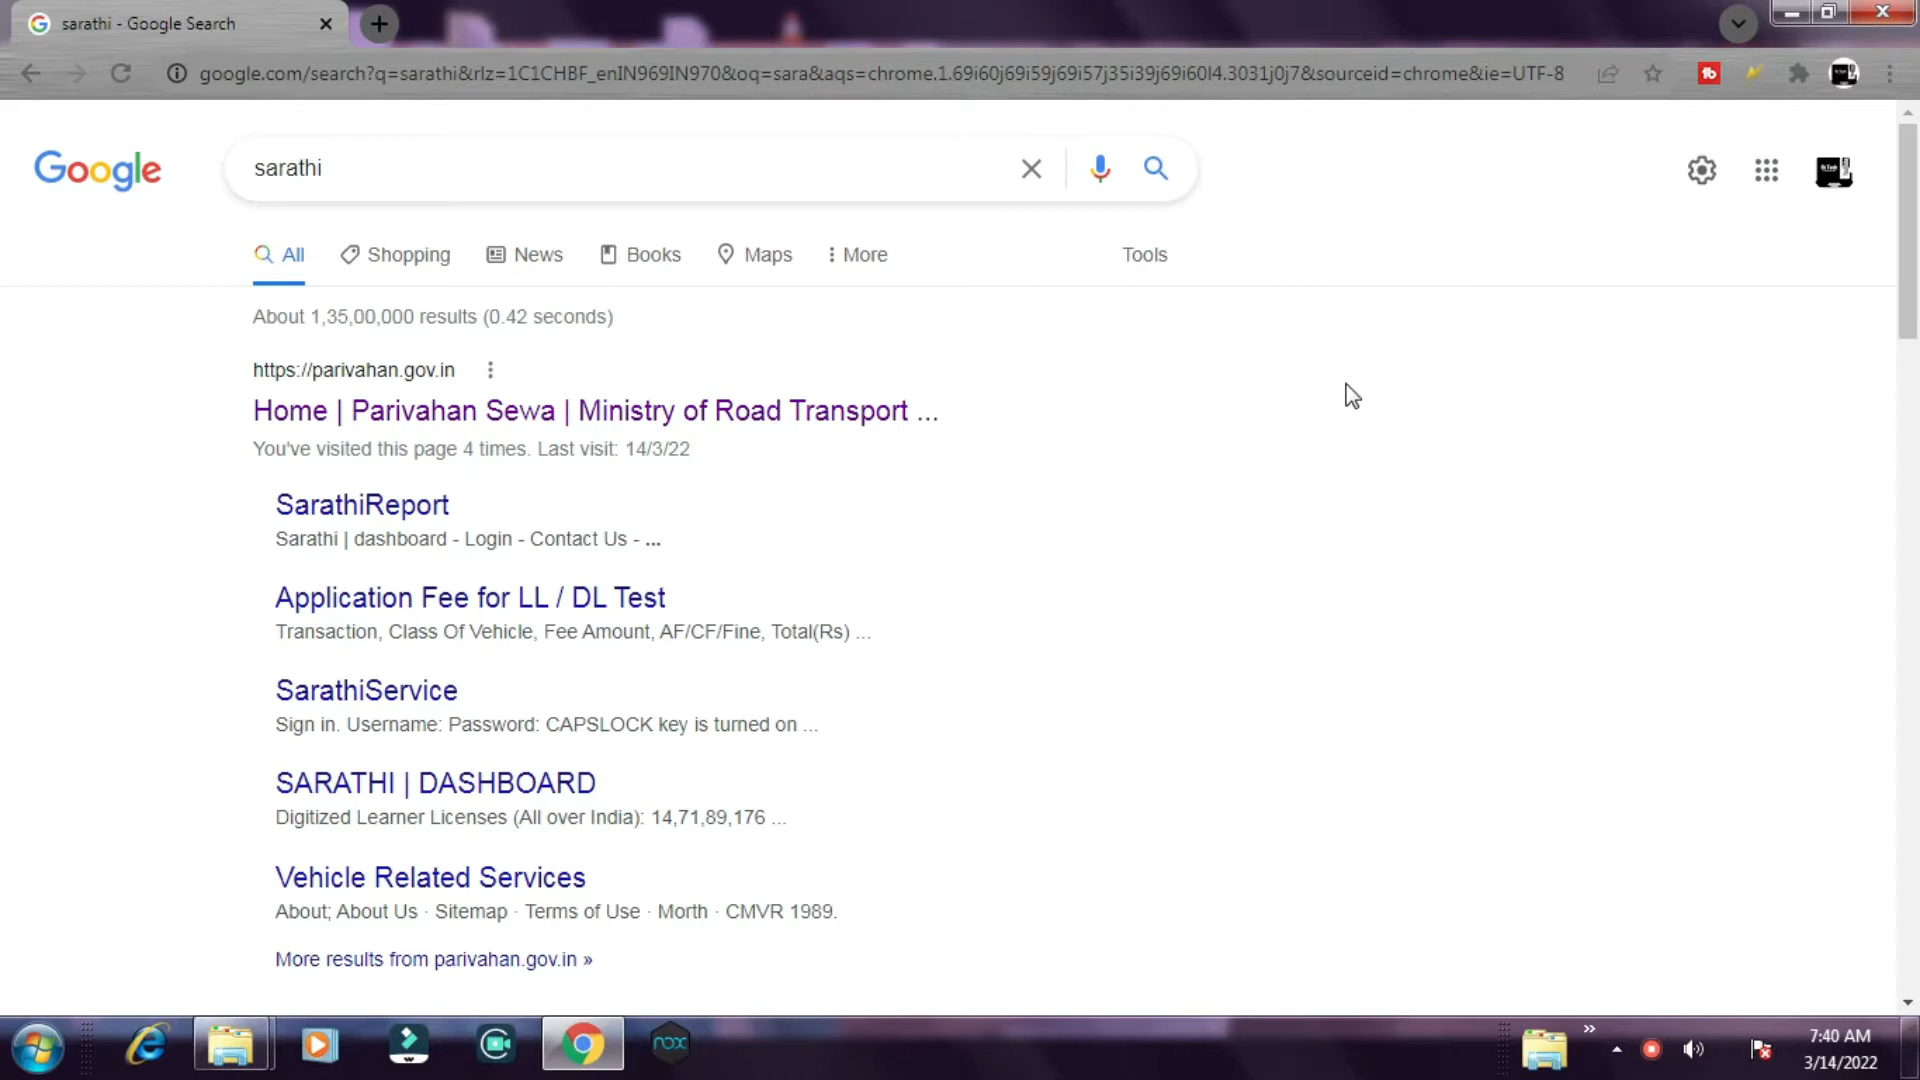 sarathi - Google Search
google.com/search?q=sarathi&rlz=1C1CHBF_enIN969IN970&oq=sara&aqs=chrome.1.69i60j69i59j69i57j35i39j69i60l4.3031j0j7&sourceid=chrome&ie=UTF-8
Google
sarathi
All Shopping News Books Maps More Tools
About 1,35,00,000 results (0.42 seconds)
https://parivahan.gov.in
Home | Parivahan Sewa | Ministry of Road Transport ...
You've visited this page 4 times. Last visit: 14/3/22
SarathiReport
Sarathi | dashboard - Login - Contact Us - ...
Application Fee for LL / DL Test
Transaction, Class Of Vehicle, Fee Amount, AF/CF/Fine, Total(Rs) ...
SarathiService
Sign in. Username: Password: CAPSLOCK key is turned on ...
SARATHI | DASHBOARD
Digitized Learner Licenses (All over India): 14,71,89,176 ...
Vehicle Related Services
About; About Us · Sitemap · Terms of Use · Morth · CMVR 1989.
More results from parivahan.gov.in »
nox
7:40 AM
3/14/2022